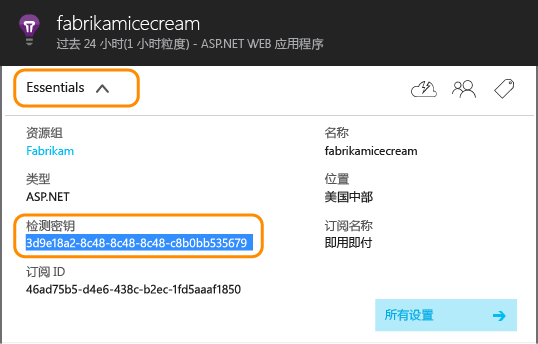 fabrikamicecream
过去 24 小时(1 小时粒度) - ASP.NET WEB 应用程序
Essentials
资源组
Fabrikam
名称
fabrikamicecream
类型
ASP.NET
位置
美国中部
检测密钥
3d9e18a2-8c48-8c48-8c48-c8b0bb535679
订阅名称
即用即付
订阅 ID
46ad75b5-d4e6-438c-b2ec-1fd5aaaf1850
所有设置